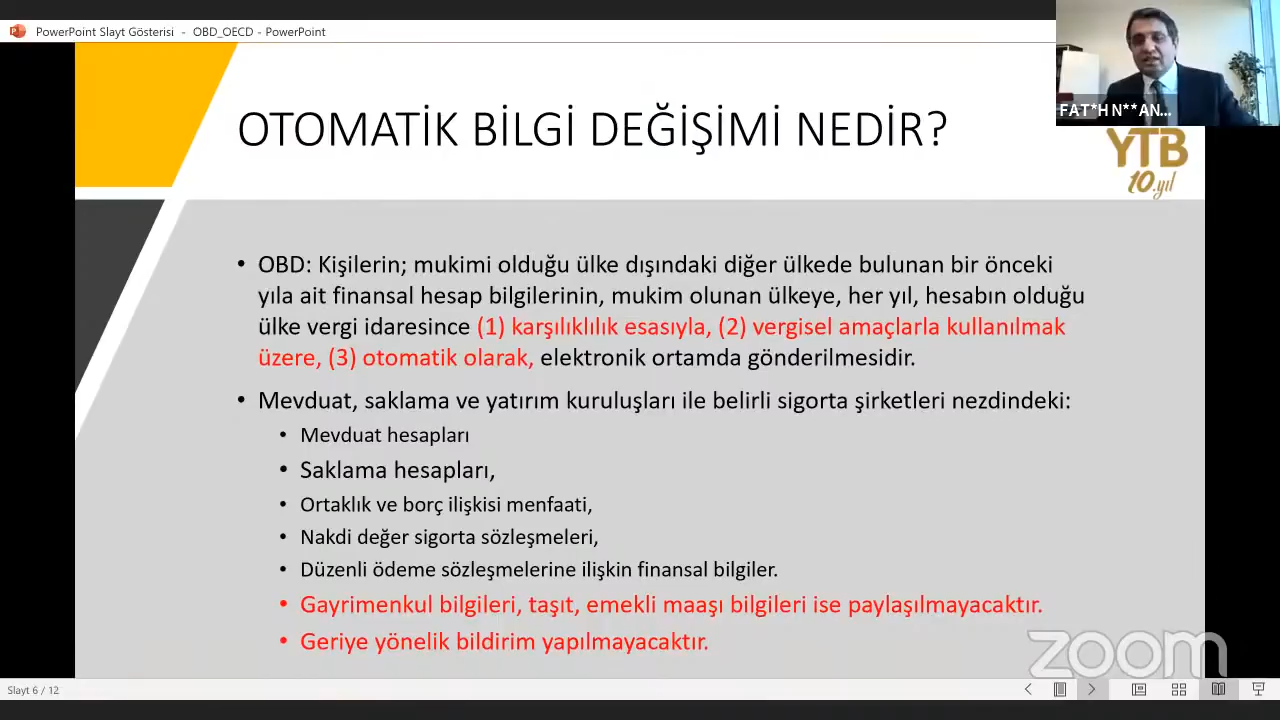 PowerPoint Slayt Gösterisi - OBD_OECD - PowerPoint
FAT*H N**AN...
OTOMATİK BİLGİ DEĞİŞİMİ NEDİR?
YTB
10.yıl
• OBD: Kişilerin; mukimi olduğu ülke dışındaki diğer ülkede bulunan bir önceki
yıla ait finansal hesap bilgilerinin, mukim olunan ülkeye, her yıl, hesabın olduğu
ülke vergi idaresince (1) karşılıklılık esasıyla, (2) vergisel amaçlarla kullanılmak
üzere, (3) otomatik olarak, elektronik ortamda gönderilmesidir.
• Mevduat, saklama ve yatırım kuruluşları ile belirli sigorta şirketleri nezdindeki:
• Mevduat hesapları
• Saklama hesapları,
• Ortaklık ve borç ilişkisi menfaati,
• Nakdi değer sigorta sözleşmeleri,
• Düzenli ödeme sözleşmelerine ilişkin finansal bilgiler.
• Gayrimenkul bilgileri, taşıt, emekli maaşı bilgileri ise paylaşılmayacaktır.
• Geriye yönelik bildirim yapılmayacaktır.
zoom
Slayt 6 / 12